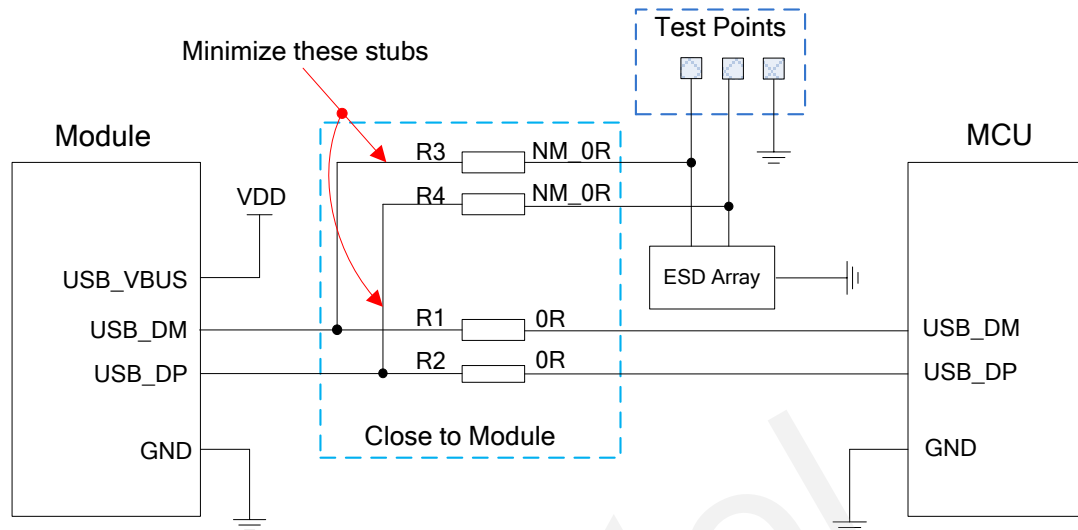 Test Points
Minimize these stubs
Module
MCU
R3
NM_0R
R4
NM_0R
VDD
ESD Array
USB_VBUS
R1
0R
USB_DM
USB_DM
R2
0R
USB_DP
USB_DP
Close to Module
GND
GND